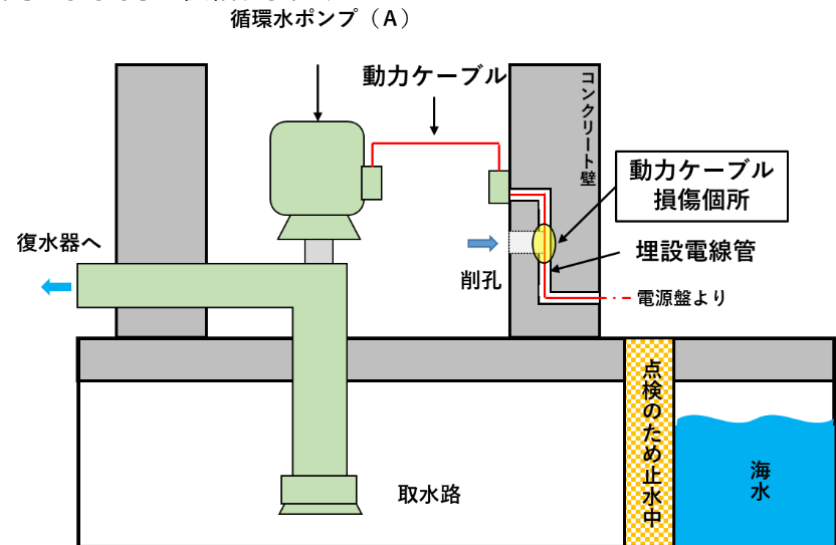 循環水ポンプ（A）
動力ケーブル
コンクリート壁
動力ケーブル
損傷個所
復水器へ
埋設電線管
削孔
電源盤より
点検のため止水中
取水路
海水